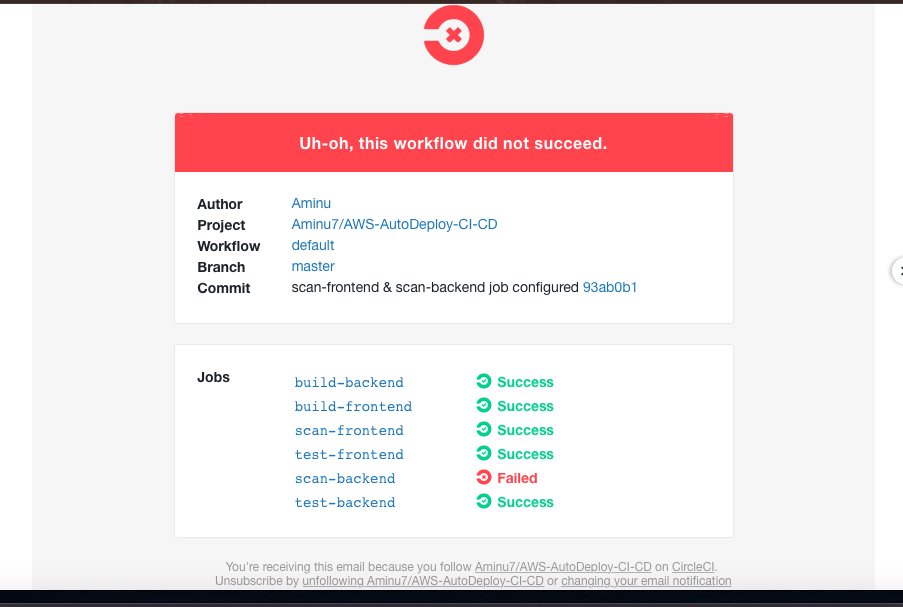 Uh-oh, this workflow did not succeed.
Author Aminu
Project Aminu7/AWS-AutoDeploy-CI-CD
Workflow default
Branch master
Commit scan-frontend & scan-backend job configured 93ab0b1
Jobs
build-backend Success
build-frontend Success
scan-frontend Success
test-frontend Success
scan-backend Failed
test-backend Success
You're receiving this email because you follow Aminu7/AWS-AutoDeploy-CI-CD on CircleCI.
Unsubscribe by unfollowing Aminu7/AWS-AutoDeploy-CI-CD or changing your email notification